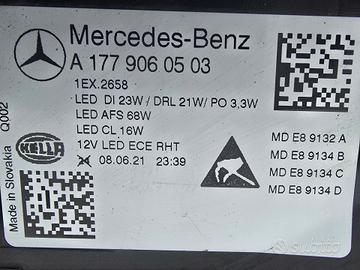 Mercedes-Benz
A 177 906 05 03
1EX.2658
LED DI 23W / DRL 21W/ PO 3,3W
LED AFS 68W
LED CL 16W
12V LED ECE RHT
08.06.21 23:39
MD E8 9132 A
MD E8 9134 B
MD E8 9134 C
MD E8 9134 D
HELLA
Made in Slovakia
Q002
subito